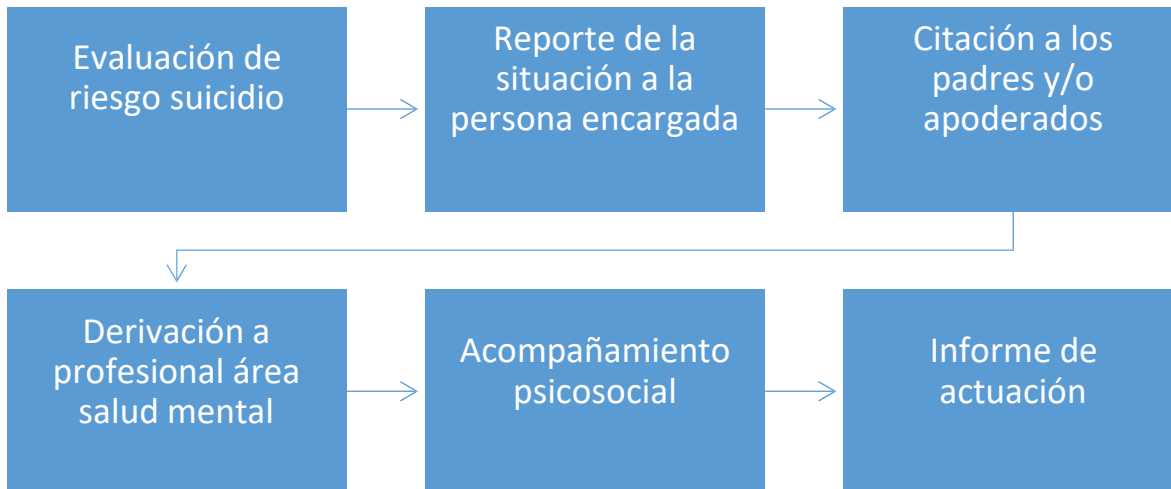 Evaluación de
riesgo suicidio
Reporte de la
situación a la
persona encargada
Citación a los
padres y/o
apoderados
Derivación a
profesional área
salud mental
Acompañamiento
psicosocial
Informe de
actuación